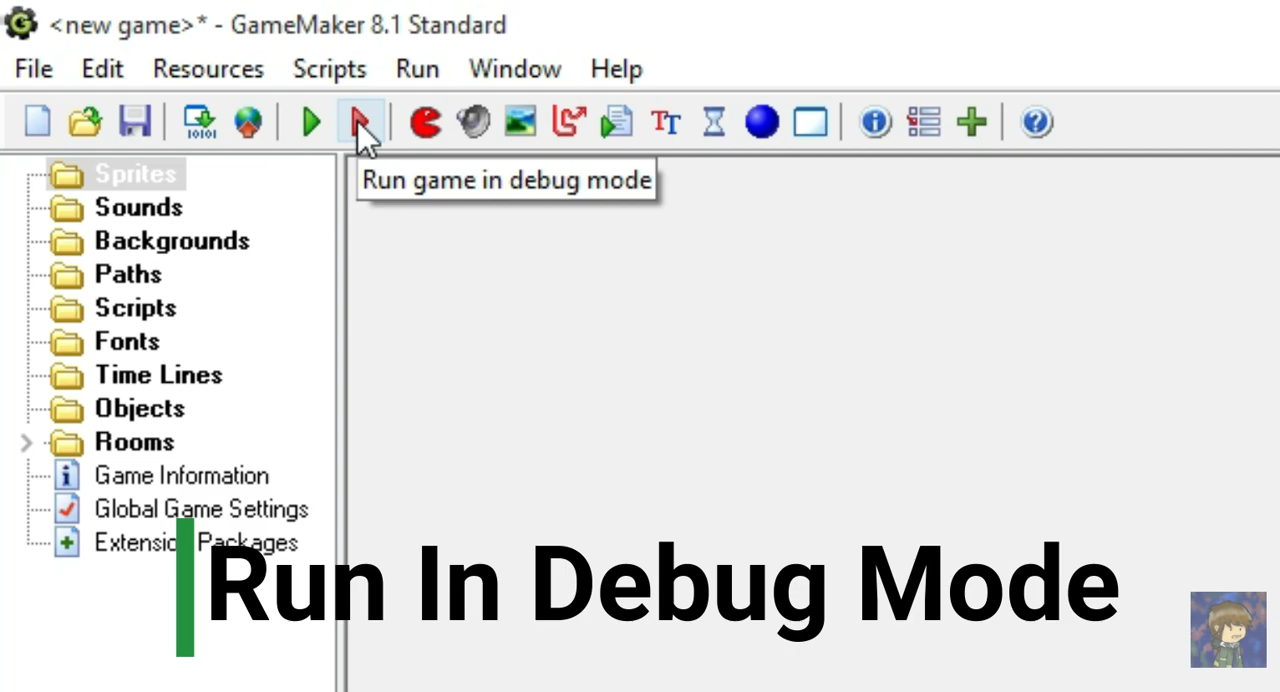 <new game>* - GameMaker 8.1 Standard
File Edit Resources Scripts Run Window Help
Run game in debug mode
Sprites
Sounds
Backgrounds
Paths
Scripts
Fonts
Time Lines
Objects
Rooms
Game Information
Global Game Settings
Extension Packages
Run In Debug Mode